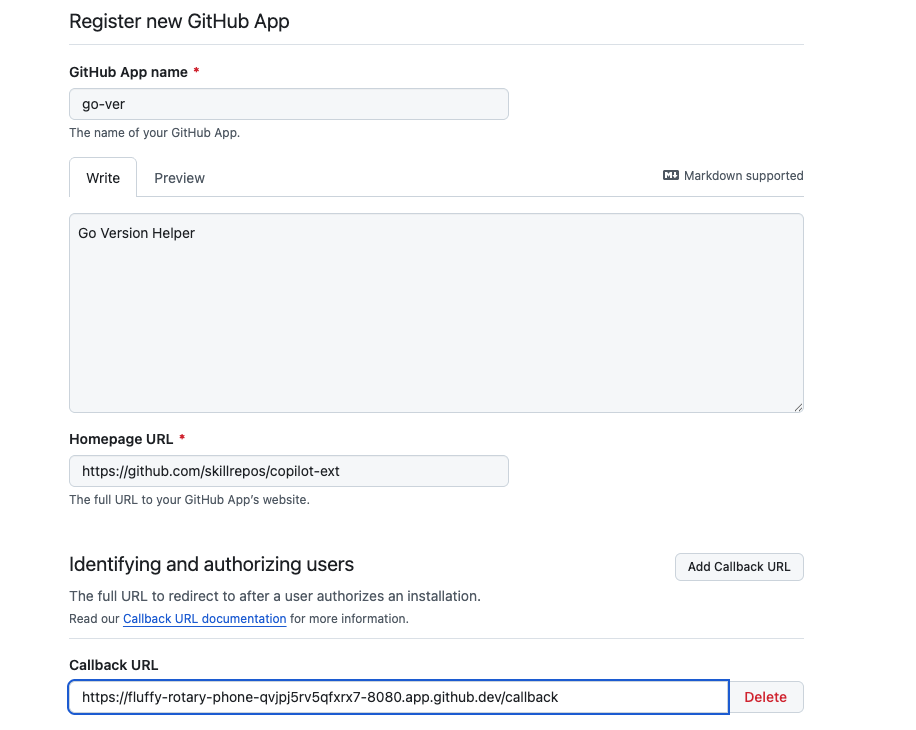 Register new GitHub App
GitHub App name *
go-ver
The name of your GitHub App.
Write Preview Markdown supported
Go Version Helper
Homepage URL *
https://github.com/skillrepos/copilot-ext
The full URL to your GitHub App's website.
Identifying and authorizing users Add Callback URL
The full URL to redirect to after a user authorizes an installation.
Read our Callback URL documentation for more information.
Callback URL
https://fluffy-rotary-phone-qvjpj5rv5qfxrx7-8080.app.github.dev/callback Delete